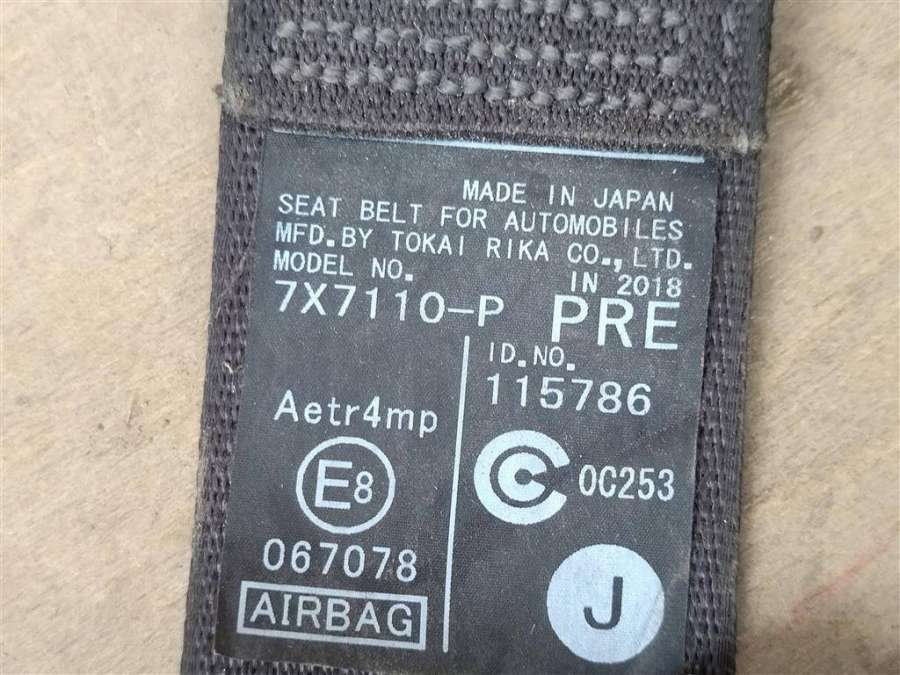 MADE IN JAPAN
SEAT BELT FOR AUTOMOBILES
MFD.BY TOKAI RIKA CO.,LTD.
MODEL NO.
IN 2018
7X7110-P
PRE
ID.NO.
115786
Aetr4mp
E8
067078
AIRBAG
0C253
J